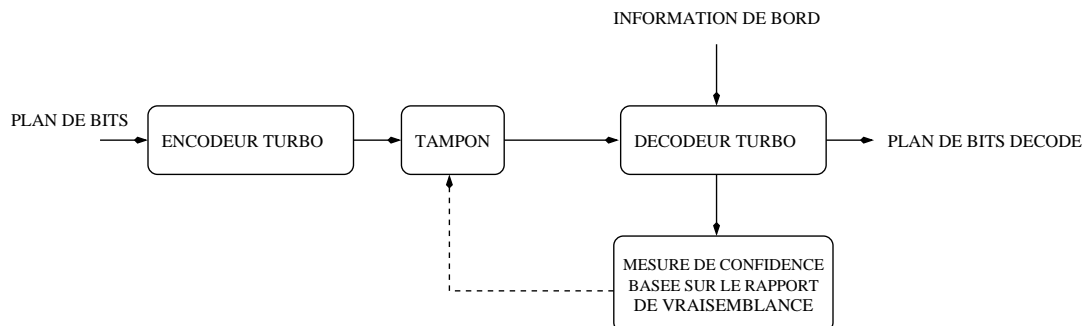 INFORMATION DE BORD
PLAN DE BITS
ENCODEUR TURBO
TAMPON
DECODEUR TURBO
PLAN DE BITS DECODE
MESURE DE CONFIDENCE
BASEE SUR LE RAPPORT
DE VRAISEMBLANCE